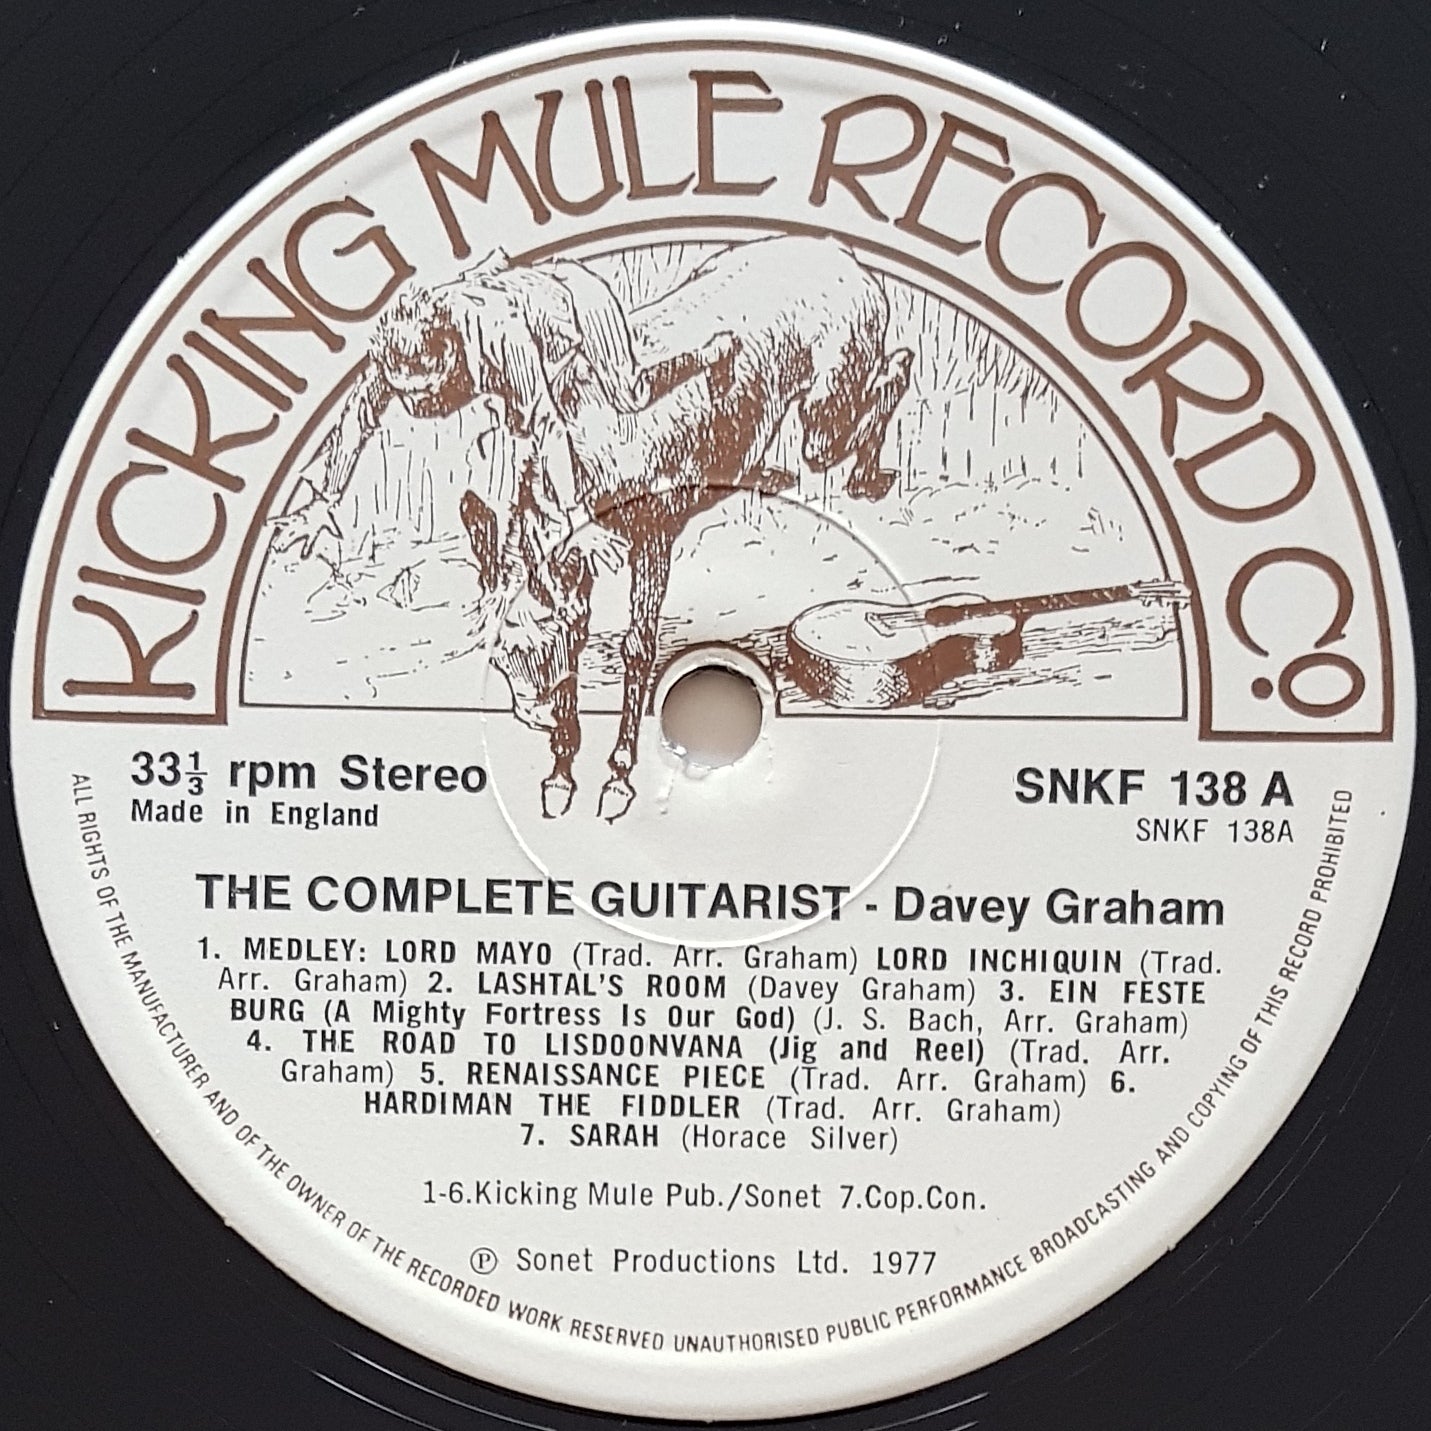 KICKING MULE RECORD Cº.
33⅓ rpm Stereo
Made in England
SNKF 138 A
SNKF 138A
THE COMPLETE GUITARIST - Davey Graham
1. MEDLEY: LORD MAYO (Trad. Arr. Graham) LORD INCHIQUIN (Trad.
Arr. Graham) 2. LASHTAL'S ROOM (Davey Graham) 3. EIN FESTE
BURG (A Mighty Fortress Is Our God) (J. S. Bach, Arr. Graham)
4. THE ROAD TO LISDOONVANA (Jig and Reel) (Trad. Arr.
Graham) 5. RENAISSANCE PIECE (Trad. Arr. Graham) 6.
HARDIMAN THE FIDDLER (Trad. Arr. Graham)
7. SARAH (Horace Silver)
1-6.Kicking Mule Pub./Sonet 7.Cop.Con.
℗ Sonet Productions Ltd. 1977
ALL RIGHTS OF THE MANUFACTURER AND OF THE OWNER OF THE RECORDED WORK RESERVED UNAUTHORISED PUBLIC PERFORMANCE BROADCASTING AND COPYING OF THIS RECORD PROHIBITED